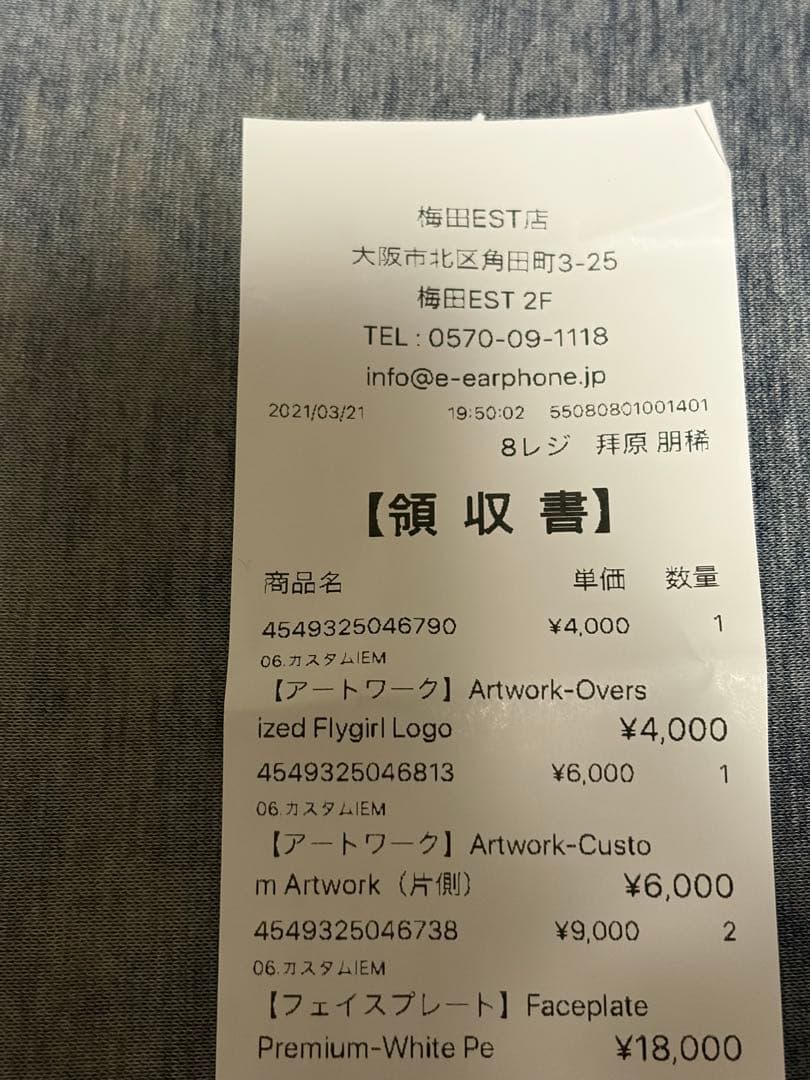 梅田EST店
大阪市北区角田町3-25
梅田EST 2F
TEL : 0570-09-1118
info@e-earphone.jp
2021/03/21 19:50:02 55080801001401
8レジ 拜原 朋稀
【領収書】
商品名 単価 数量
4549325046790 ¥4,000 1
06.カスタムIEM
【アートワーク】Artwork-Overs
ized Flygirl Logo ¥4,000
4549325046813 ¥6,000 1
06.カスタムIEM
【アートワーク】Artwork-Custo
m Artwork（片側） ¥6,000
4549325046738 ¥9,000 2
06.カスタムIEM
【フェイスプレート】Faceplate
Premium-White Pe ¥18,000